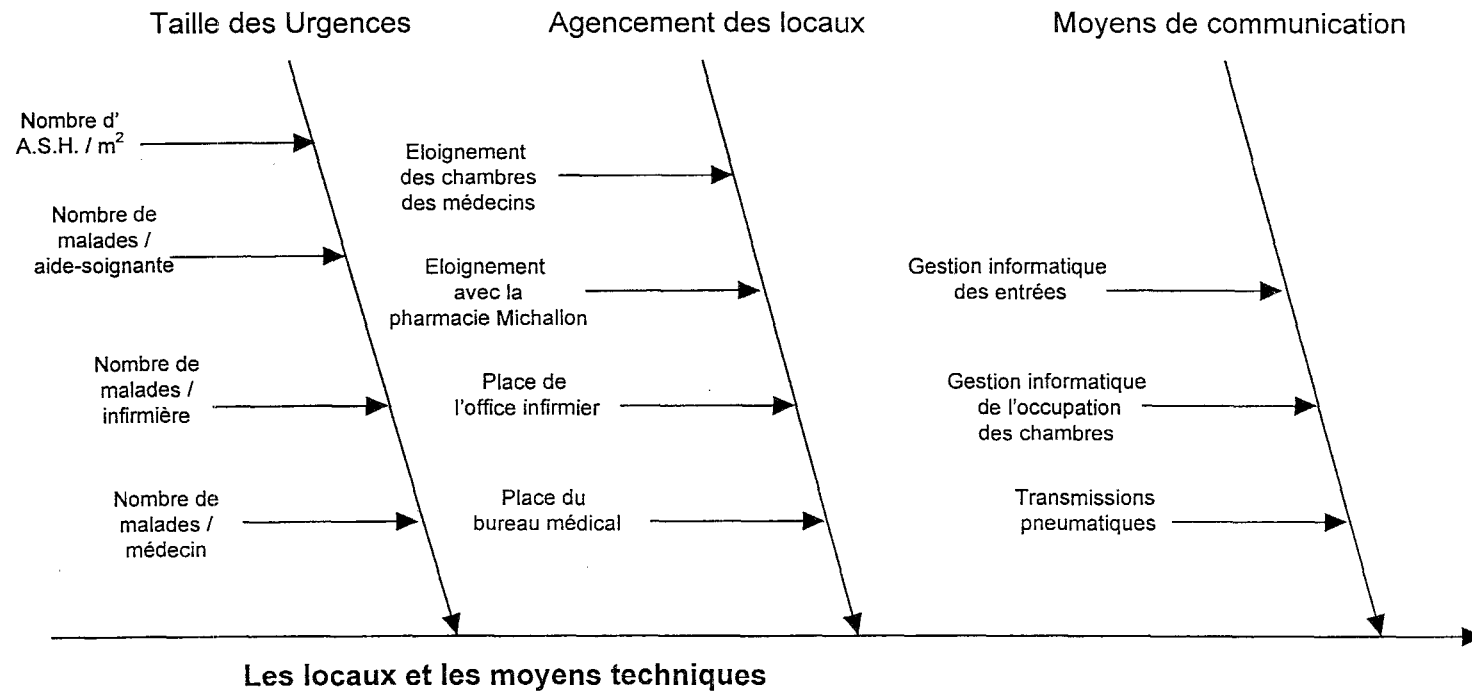 Taille des Urgences
Agencement des locaux
Moyens de communication
Nombre d'
A.S.H. / m²
Nombre de
malades /
aide-soignante
Nombre de
malades /
infirmière
Nombre de
malades /
médecin
Eloignement
des chambres
des médecins
Eloignement
avec la
pharmacie Michallon
Place de
l'office infirmier
Place du
bureau médical
Gestion informatique
des entrées
Gestion informatique
de l'occupation
des chambres
Transmissions
pneumatiques
Les locaux et les moyens techniques